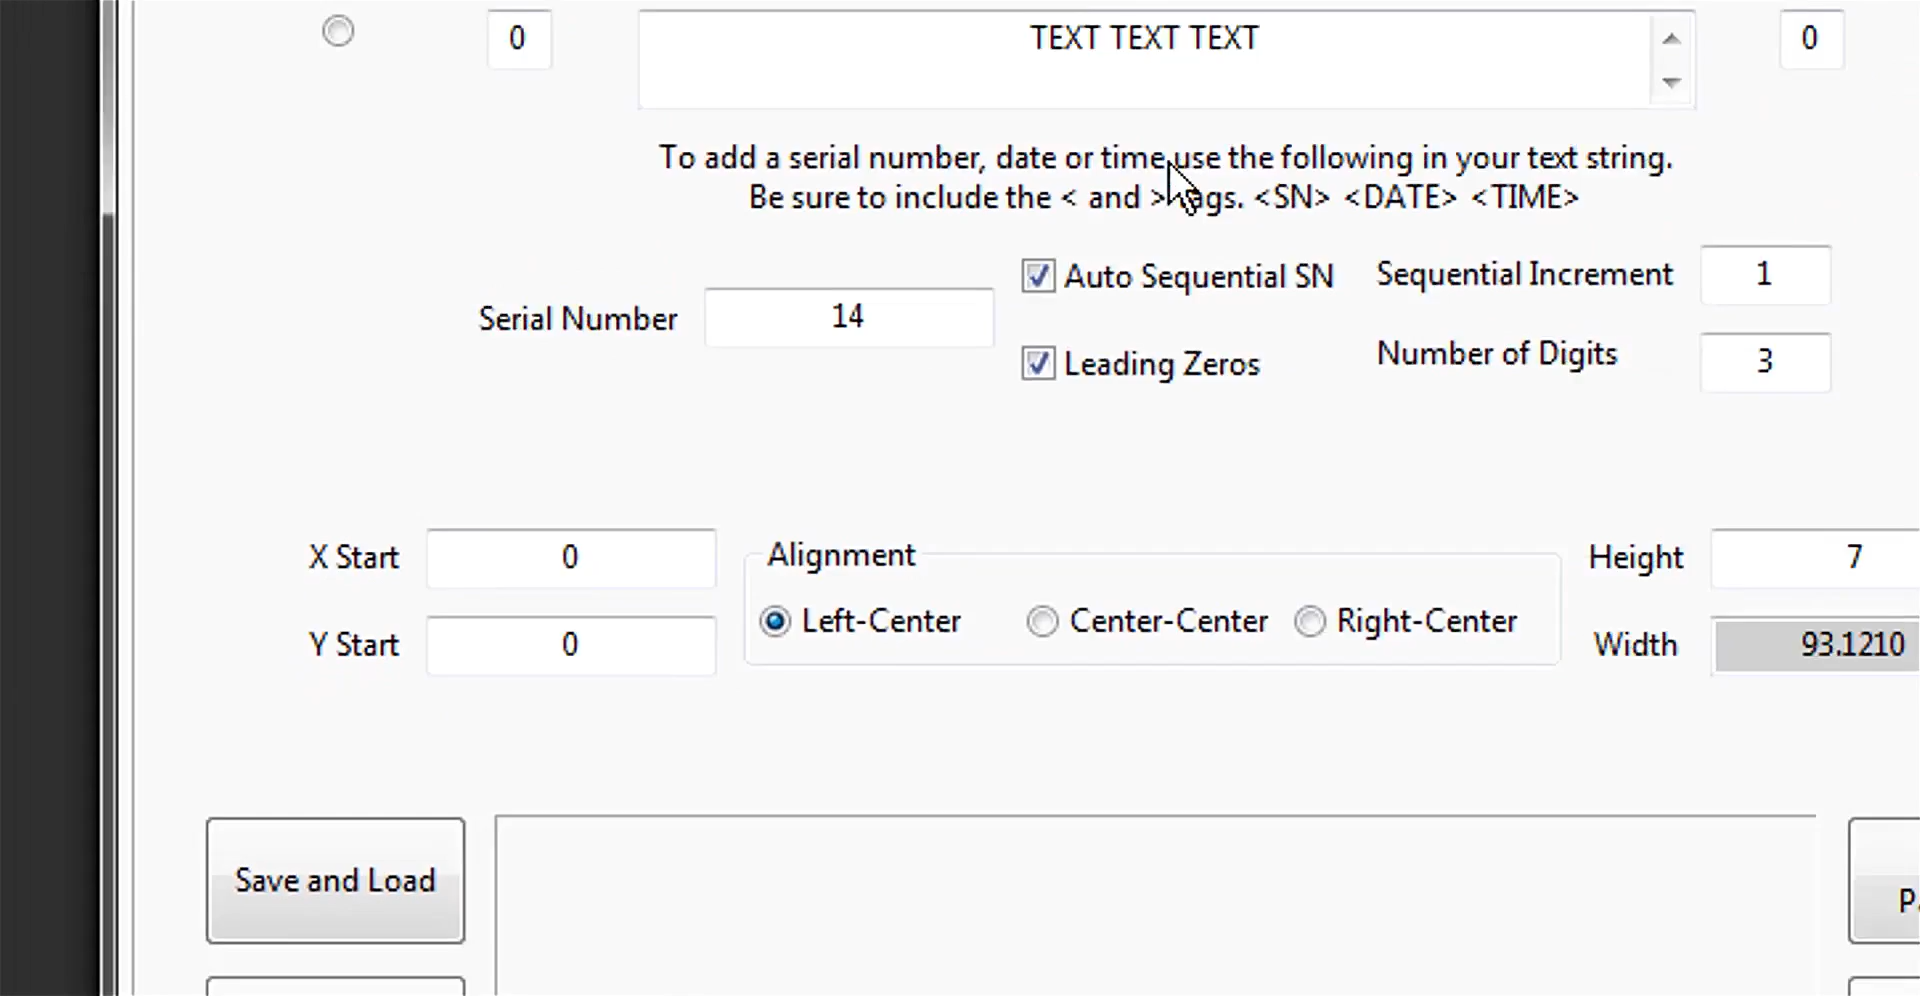 0 TEXT TEXT TEXT 0
To add a serial number, date or time use the following in your text string.
Be sure to include the < and > tags. <SN> <DATE> <TIME>
Auto Sequential SN Sequential Increment 1
Serial Number 14
Leading Zeros Number of Digits 3
X Start 0 Alignment Height 7
Left-Center Center-Center Right-Center
Y Start 0 Width 93.1210
Save and Load